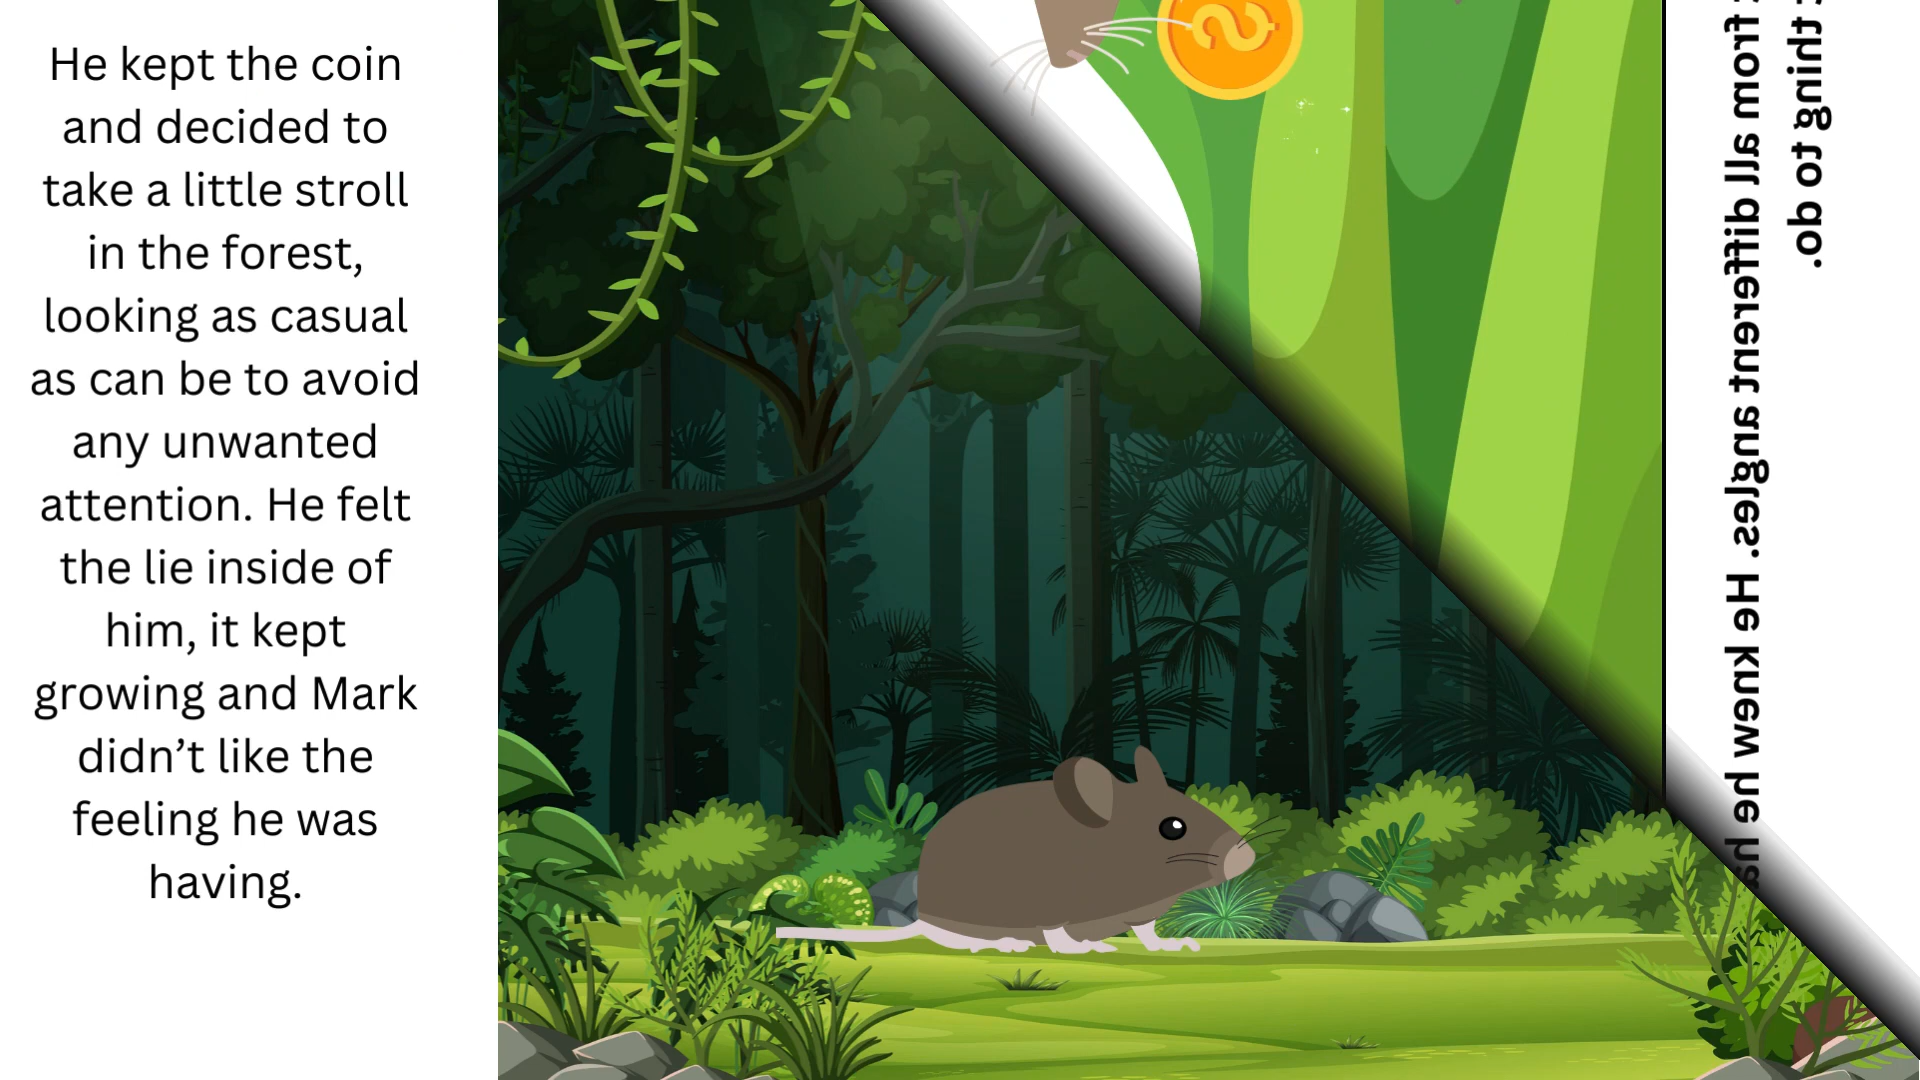 He kept the coin
and decided to
take a little stroll
in the forest,
looking as casual
as can be to avoid
any unwanted
attention. He felt
the lie inside of
him, it kept
growing and Mark
didn’t like the
feeling he was
having.
from all different angles. He knew he
thing to do.